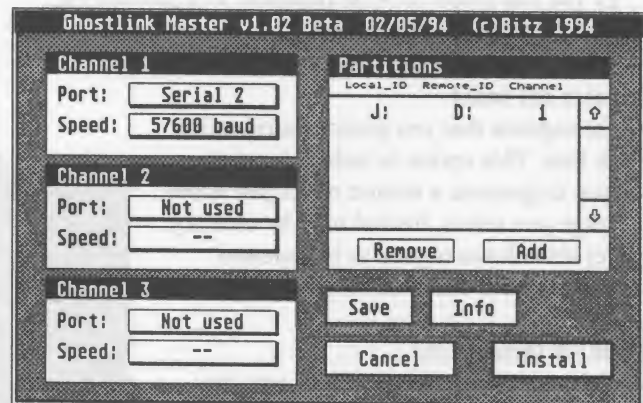 Ghostlink Master v1.02 Beta 02/05/94 (c)Bitz 1994
Channel 1
Port: Serial 2
Speed: 57600 baud
Channel 2
Port: Not used
Speed: --
Channel 3
Port: Not used
Speed: --
Partitions
Local_ID Remote_ID Channel
J: D: 1
Remove Add
Save Info
Cancel Install